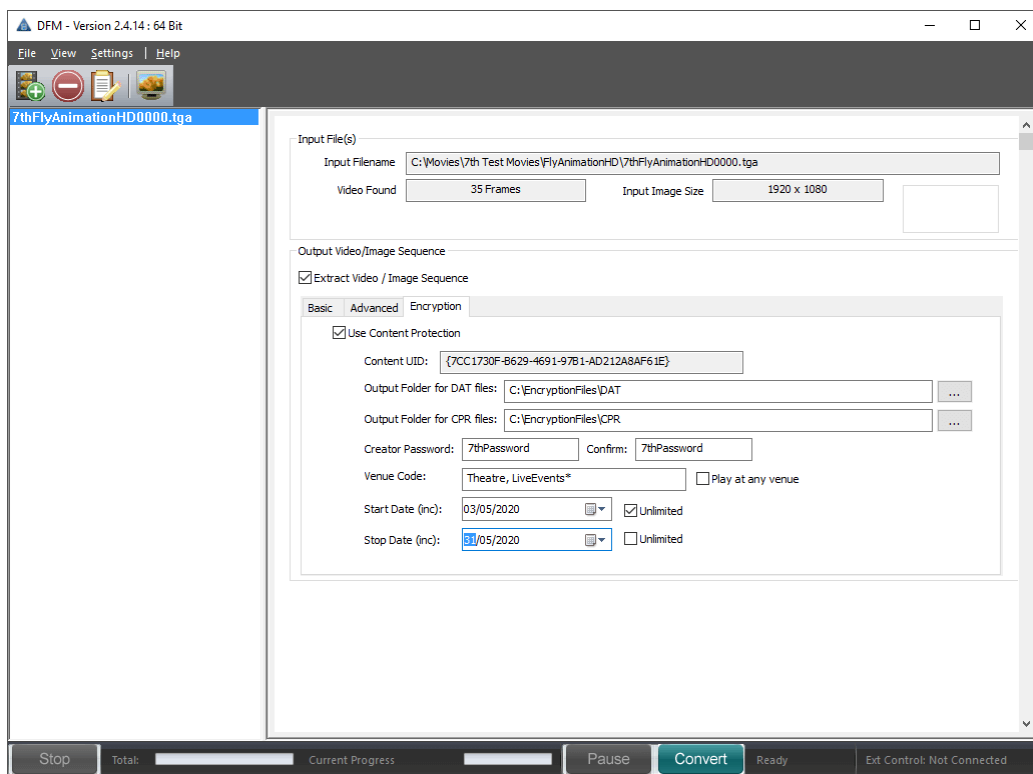 DFM - Version 2.4.14 : 64 Bit
File View Settings | Help
7thFlyAnimationHD0000.tga
Input File(s)
Input Filename C:\Movies\7th Test Movies\FlyAnimationHD\7thFlyAnimationHD0000.tga
Video Found 35 Frames Input Image Size 1920 x 1080
Output Video/Image Sequence
Extract Video / Image Sequence
Basic Advanced Encryption
Use Content Protection
Content UID: {7CC1730F-B629-4691-97B1-AD212A8AF61E}
Output Folder for DAT files: C:\EncryptionFiles\DAT ...
Output Folder for CPR files: C:\EncryptionFiles\CPR ...
Creator Password: 7thPassword Confirm: 7thPassword
Venue Code: Theatre, LiveEvents* Play at any venue
Start Date (inc): 03/05/2020 Unlimited
Stop Date (inc): 31/05/2020 Unlimited
Stop Total: Current Progress Pause Convert Ready Ext Control: Not Connected